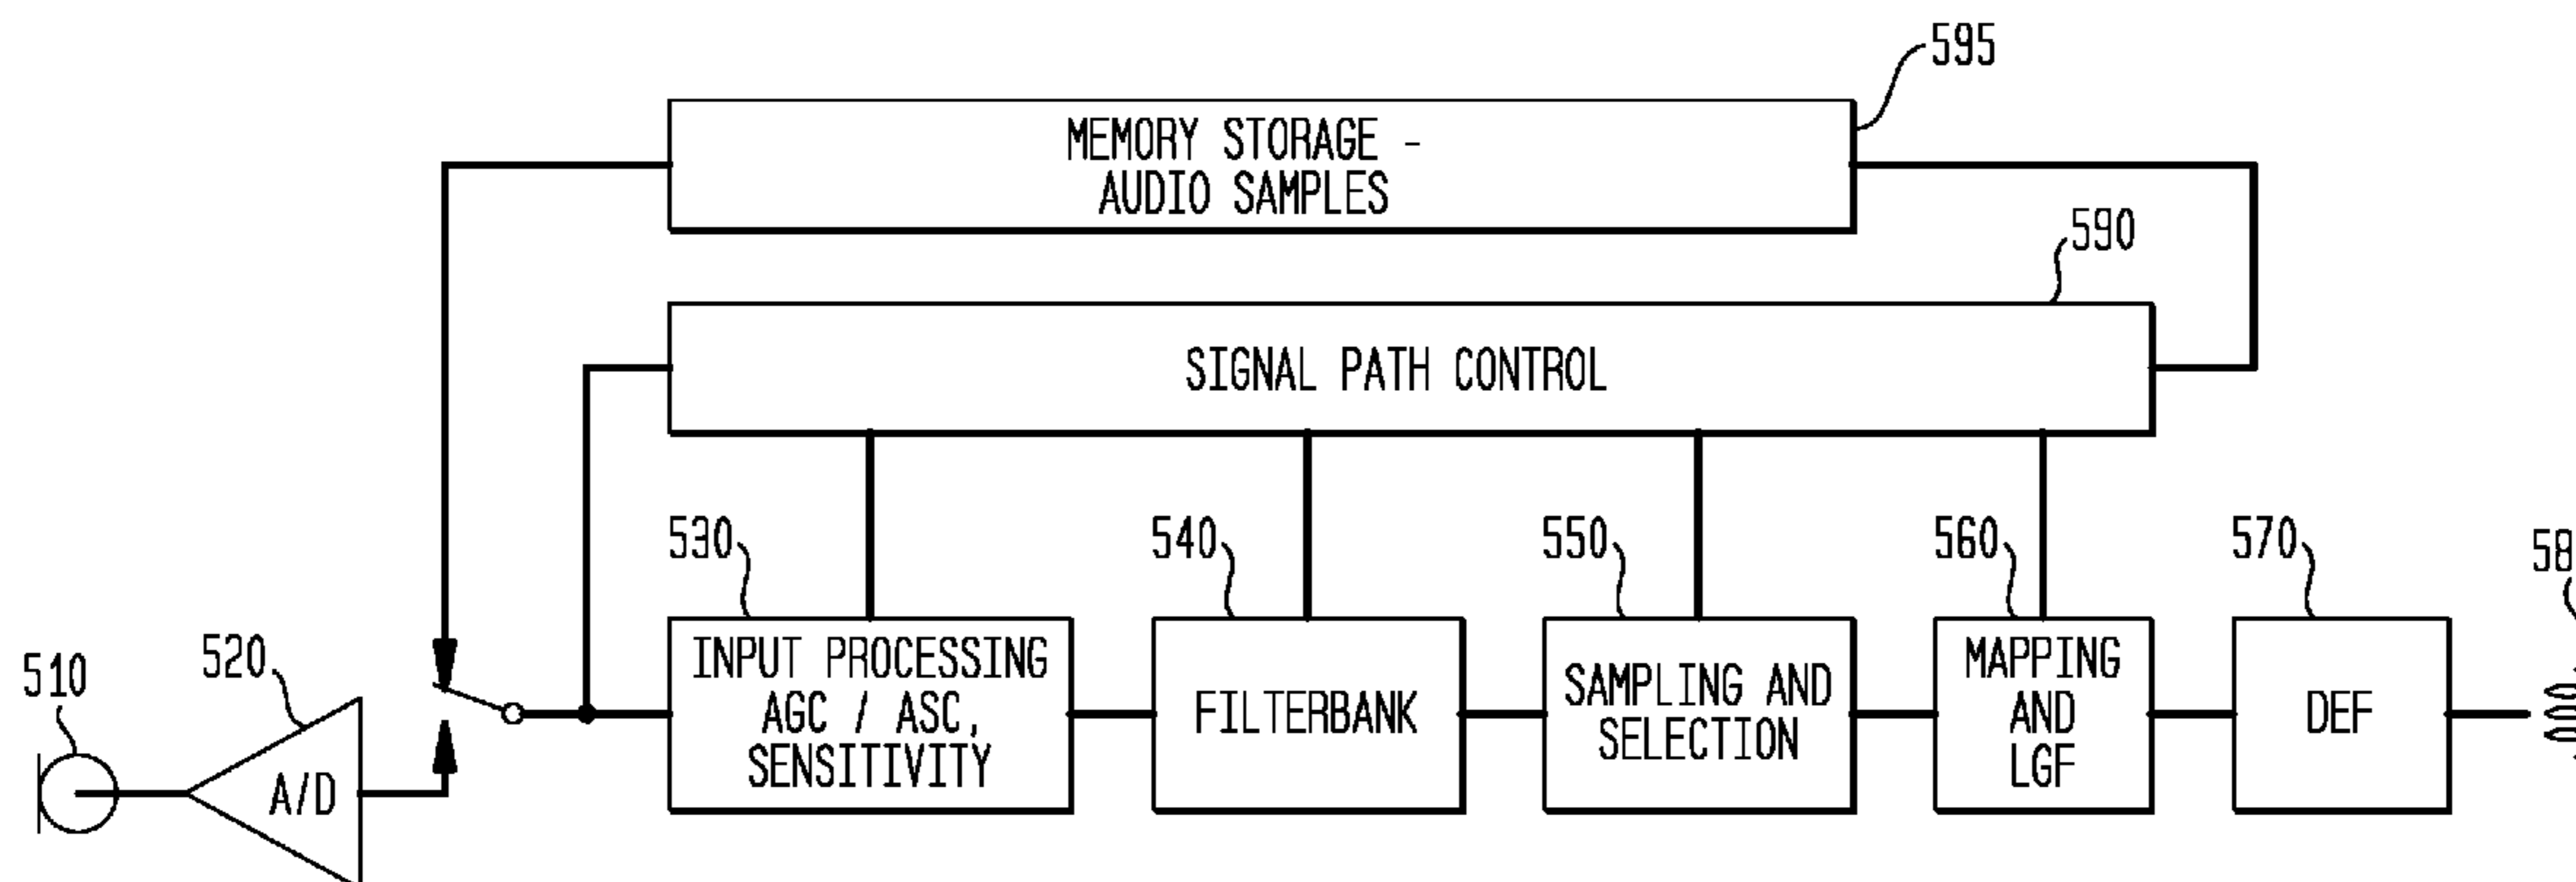 595
MEMORY STORAGE -
AUDIO SAMPLES
590
SIGNAL PATH CONTROL
530
540
550
560
570
58
510
520
A/D
INPUT PROCESSING
AGC / ASC,
SENSITIVITY
FILTERBANK
SAMPLING AND
SELECTION
MAPPING
AND
LGF
DEF